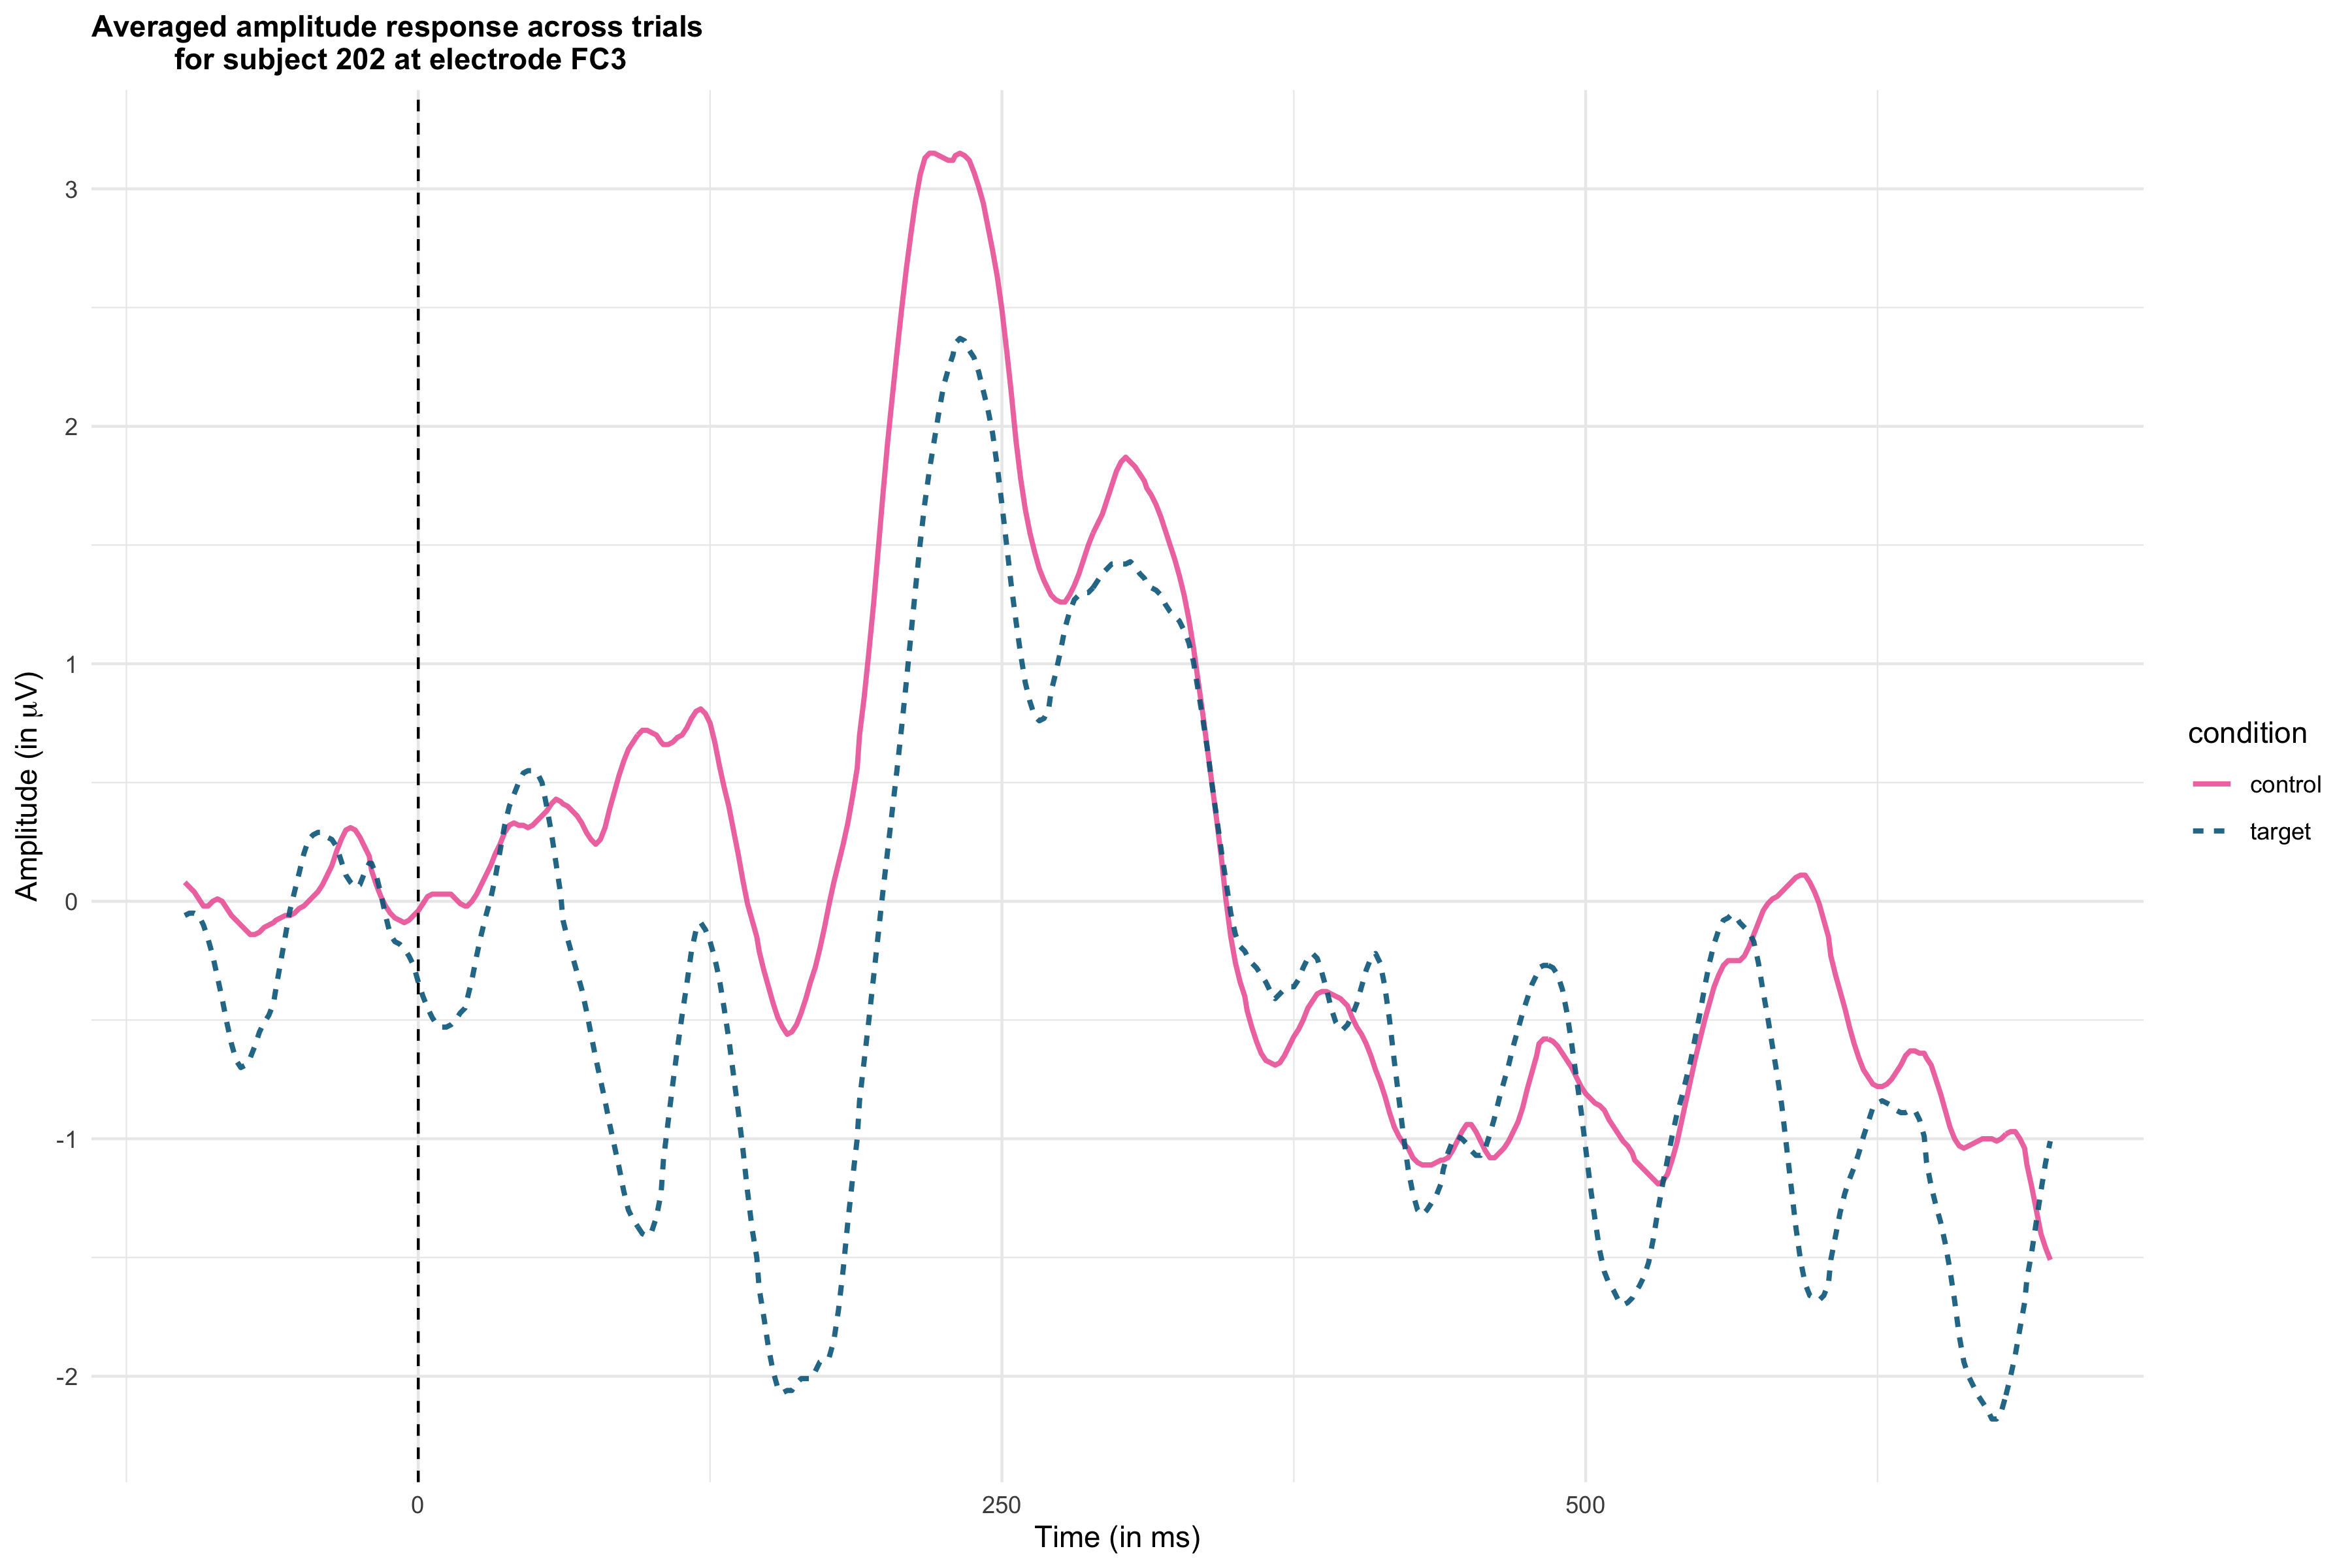 Averaged amplitude response across trials
for subject 202 at electrode FC3
3
2
1
0
-1
-2
Amplitude (in μV)
0
250
500
Time (in ms)
condition
control
target